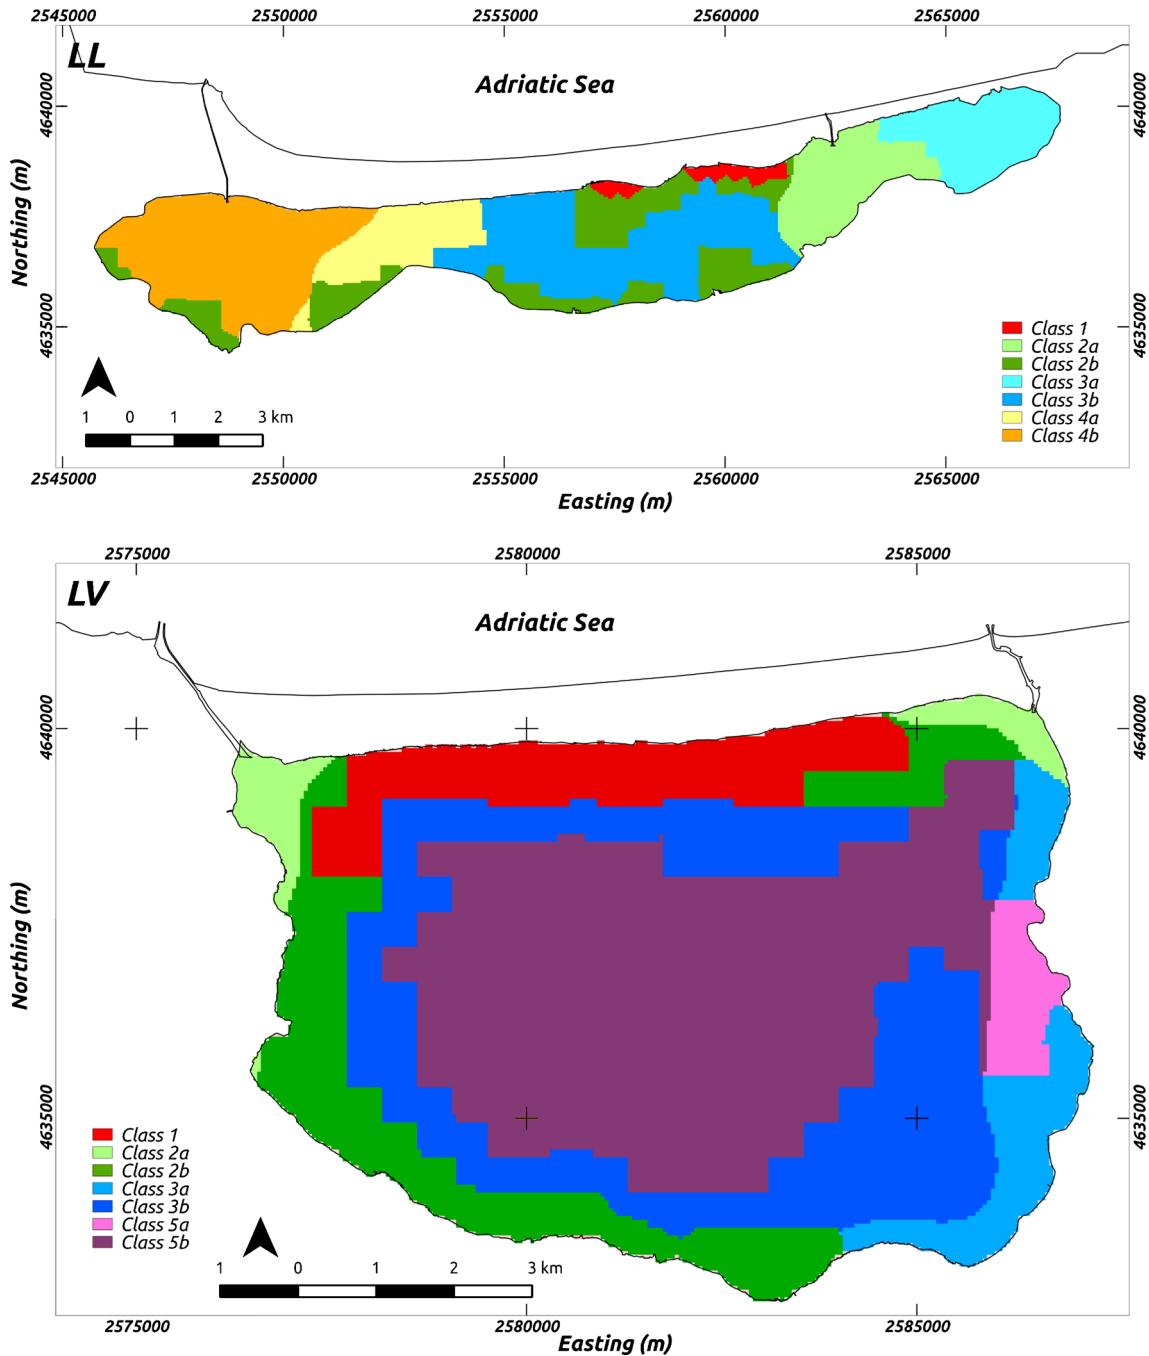 2545000 2550000 2555000 2560000 2565000
LL
Adriatic Sea
4640000 4640000
Northing (m)
4635000 4635000
Class 1
Class 2a
Class 2b
Class 3a
Class 3b
Class 4a
Class 4b
1 0 1 2 3 km
2545000 2550000 2555000 2560000 2565000
Easting (m)
2575000 2580000 2585000
LV
Adriatic Sea
4640000 4640000
Northing (m)
4635000 4635000
Class 1
Class 2a
Class 2b
Class 3a
Class 3b
Class 5a
Class 5b
1 0 1 2 3 km
2575000 2580000 2585000
Easting (m)